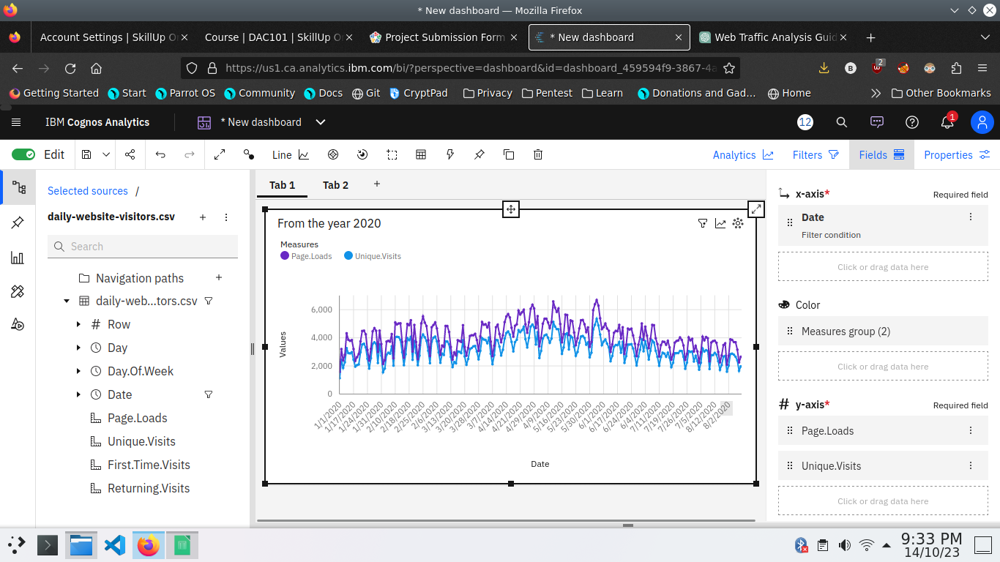 * New dashboard — Mozilla Firefox
Account Settings | SkillUp O
Course | DAC101 | SkillUp O
Project Submission Form
* New dashboard
Web Traffic Analysis Guid
https://us1.ca.analytics.ibm.com/bi/?perspective=dashboard&id=dashboard_459594f9-3867-4a
2
Getting Started
Start
Parrot OS
Community
Docs
Git
CryptPad
Privacy
Pentest
Learn
Donations and Gad...
Home
Other Bookmarks
IBM Cognos Analytics
* New dashboard
12
1
Edit
Line
Analytics
Filters
Fields
Properties
Selected sources /
daily-website-visitors.csv
Search
Navigation paths
daily-web...tors.csv
Row
Day
Day.Of.Week
Date
Page.Loads
Unique.Visits
First.Time.Visits
Returning.Visits
Tab 1
Tab 2
From the year 2020
Measures
Page.Loads
Unique.Visits
Values
6,000
4,000
2,000
0
1/1/2020
1/17/2020
1/24/2020
1/31/2020
2/10/2020
2/18/2020
2/25/2020
2/6/2020
3/13/2020
3/20/2020
3/28/2020
3/7/2020
4/14/2020
4/21/2020
4/29/2020
4/9/2020
5/16/2020
5/23/2020
5/30/2020
6/1/2020
6/17/2020
6/24/2020
6/4/2020
7/11/2020
7/19/2020
7/26/2020
7/5/2020
8/12/2020
8/2/2020
Date
x-axis*
Required field
Date
Filter condition
Click or drag data here
Color
Measures group (2)
Click or drag data here
y-axis*
Required field
Page.Loads
Unique.Visits
Click or drag data here
9:33 PM
14/10/23